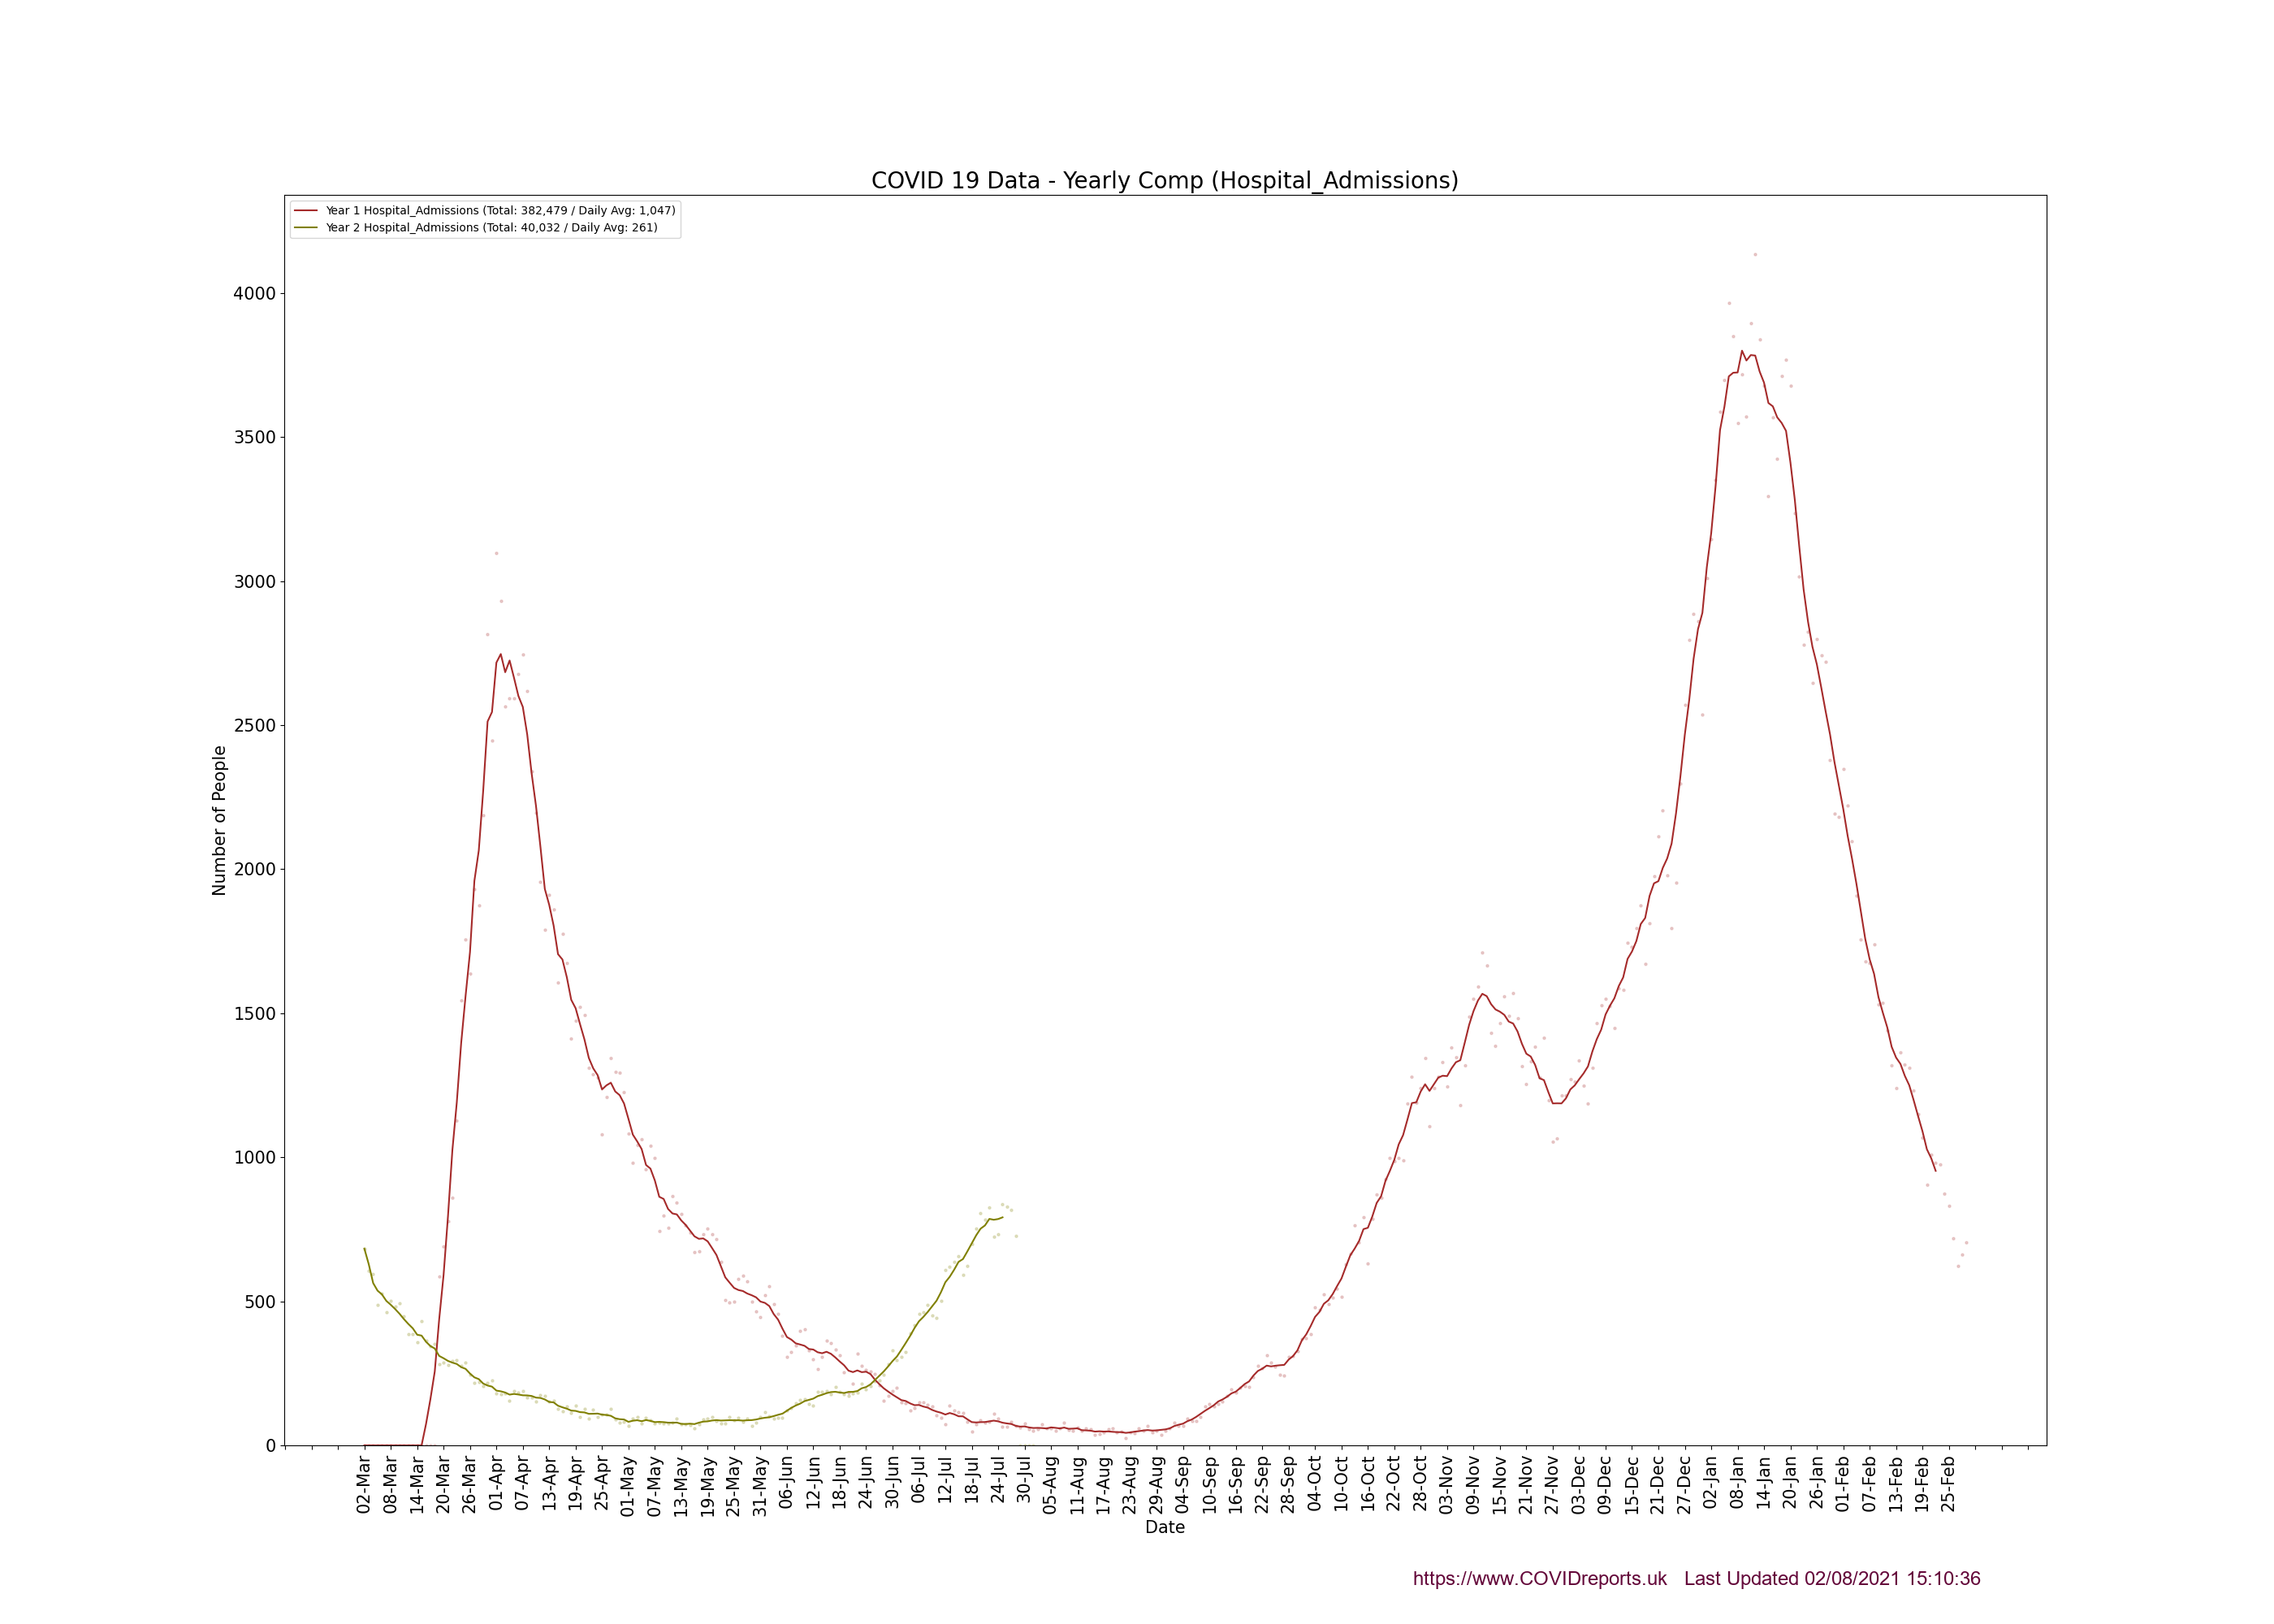 COVID 19 Data - Yearly Comp (Hospital_Admissions)
Year 1 Hospital_Admissions (Total: 382,479 / Daily Avg: 1,047)
Year 2 Hospital_Admissions (Total: 40,032 / Daily Avg: 261)
Number of People
4000
3500
3000
2500
2000
1500
1000
500
0
02-Mar
08-Mar
14-Mar
20-Mar
26-Mar
01-Apr
07-Apr
13-Apr
19-Apr
25-Apr
01-May
07-May
13-May
19-May
25-May
31-May
06-Jun
12-Jun
18-Jun
24-Jun
30-Jun
06-Jul
12-Jul
18-Jul
24-Jul
30-Jul
05-Aug
11-Aug
17-Aug
23-Aug
29-Aug
04-Sep
10-Sep
16-Sep
22-Sep
28-Sep
04-Oct
10-Oct
16-Oct
22-Oct
28-Oct
03-Nov
09-Nov
15-Nov
21-Nov
27-Nov
03-Dec
09-Dec
15-Dec
21-Dec
27-Dec
02-Jan
08-Jan
14-Jan
20-Jan
26-Jan
01-Feb
07-Feb
13-Feb
19-Feb
25-Feb
Date
https://www.COVIDreports.uk Last Updated 02/08/2021 15:10:36